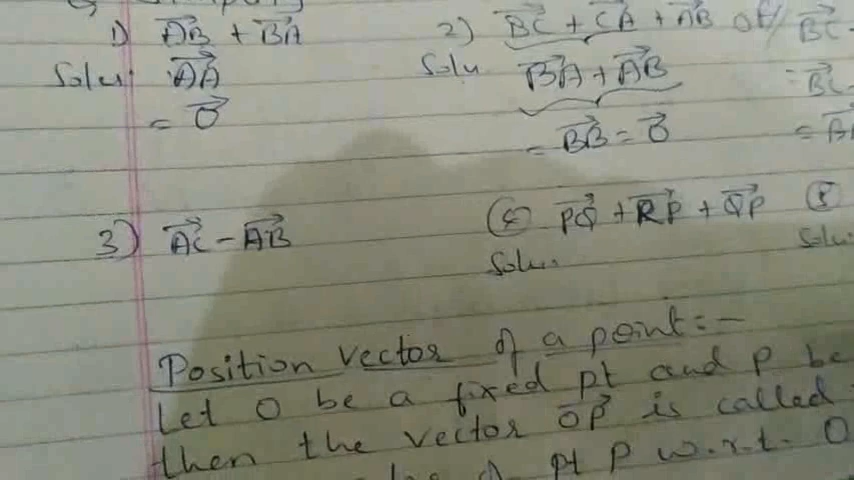 1) AB + BA
2) BC + CA + AB or/ BC
Solu: AA
Solu BA + AB
= BC
= O
= BB = O
3) AC - AB
(4) PQ + RP + QP
Solu:
Solu:
Position vector of a point:-
Let O be a fixed pt and P be
then the vector OP is called
pt P w.r.t. O